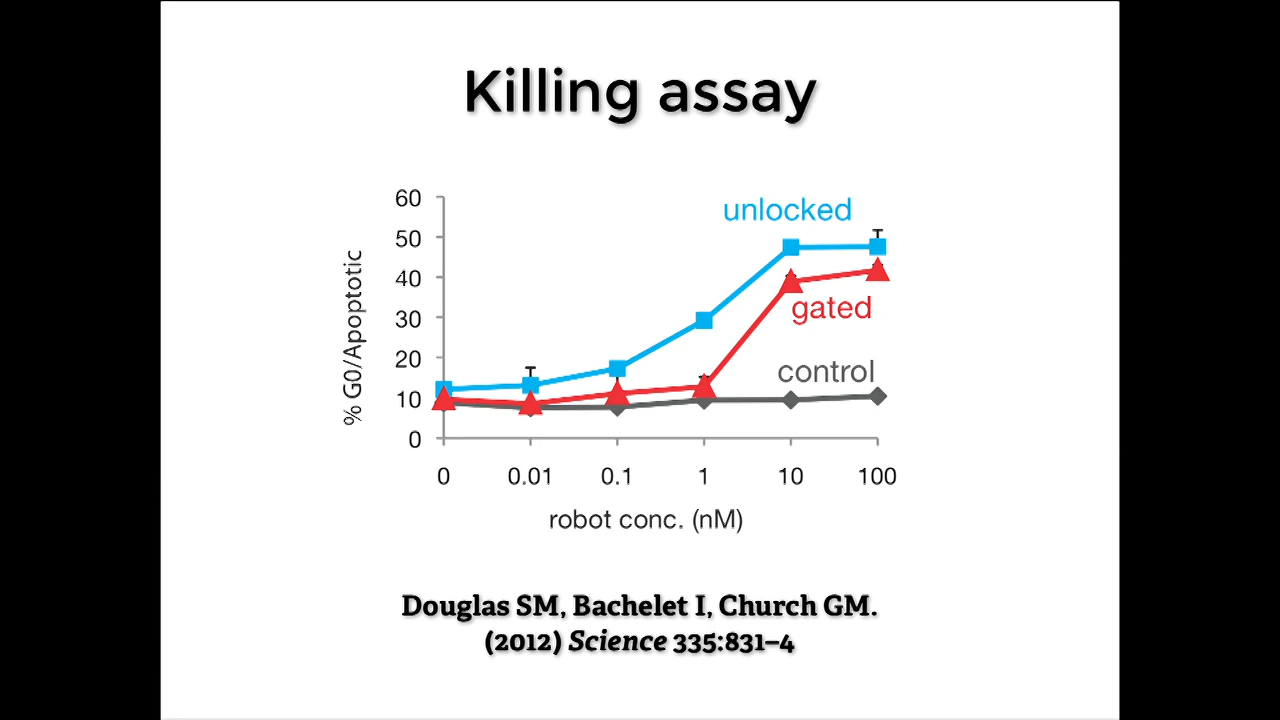 Killing assay
60
50
40
30
20
10
0
% G0/Apoptotic
unlocked
gated
control
0 0.01 0.1 1 10 100
robot conc. (nM)
Douglas SM, Bachelet I, Church GM.
(2012) Science 335:831–4